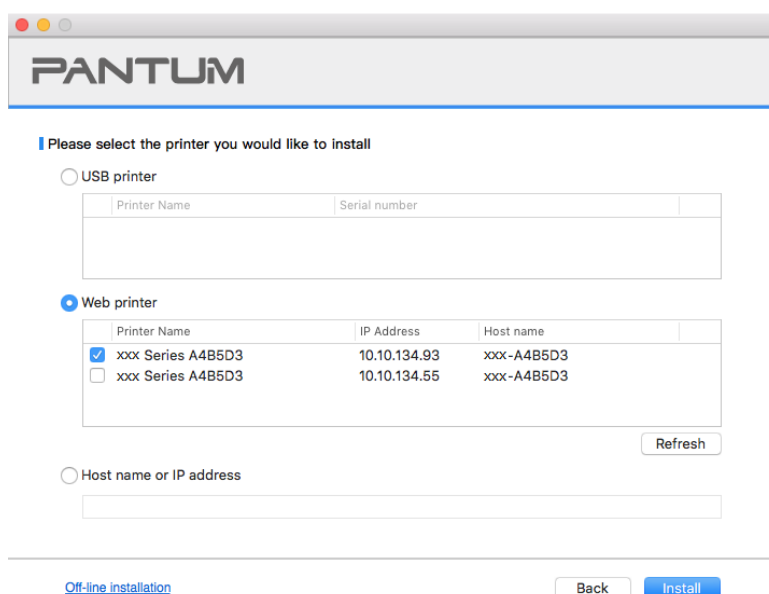 PANTUM
Please select the printer you would like to install
USB printer
Printer Name Serial number
Web printer
Printer Name IP Address Host name
xxx Series A4B5D3 10.10.134.93 xxx-A4B5D3
xxx Series A4B5D3 10.10.134.55 xxx-A4B5D3
Refresh
Host name or IP address
Off-line installation Back Install